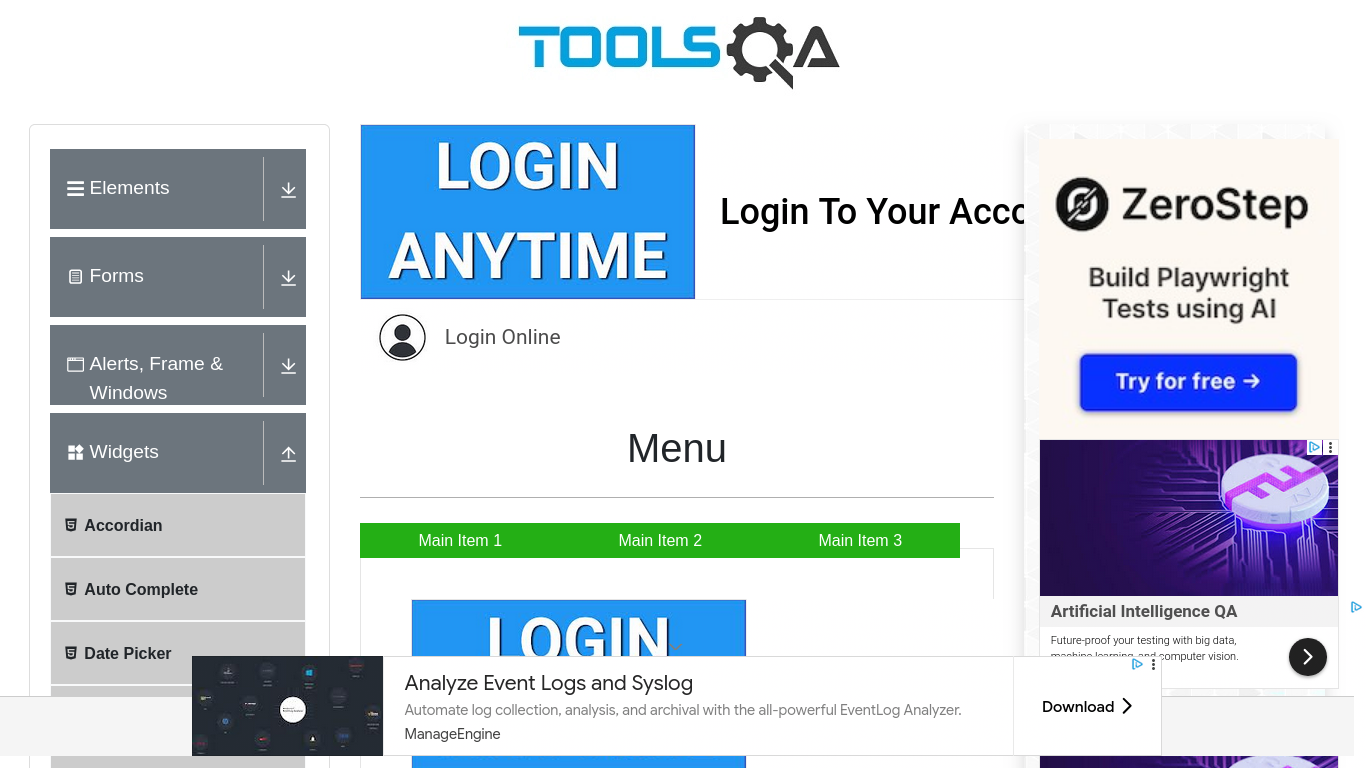 TOOLSQA
Elements
Forms
Alerts, Frame &
Windows
Widgets
Accordian
Auto Complete
Date Picker
LOGIN
ANYTIME
Login To Your Acco
Login Online
Menu
Main Item 1
Main Item 2
Main Item 3
LOGIN
ZeroStep
Build Playwright
Tests using AI
Try for free →
Artificial Intelligence QA
Future-proof your testing with big data,
machine learning, and computer vision.
Analyze Event Logs and Syslog
Automate log collection, analysis, and archival with the all-powerful EventLog Analyzer.
ManageEngine
Download